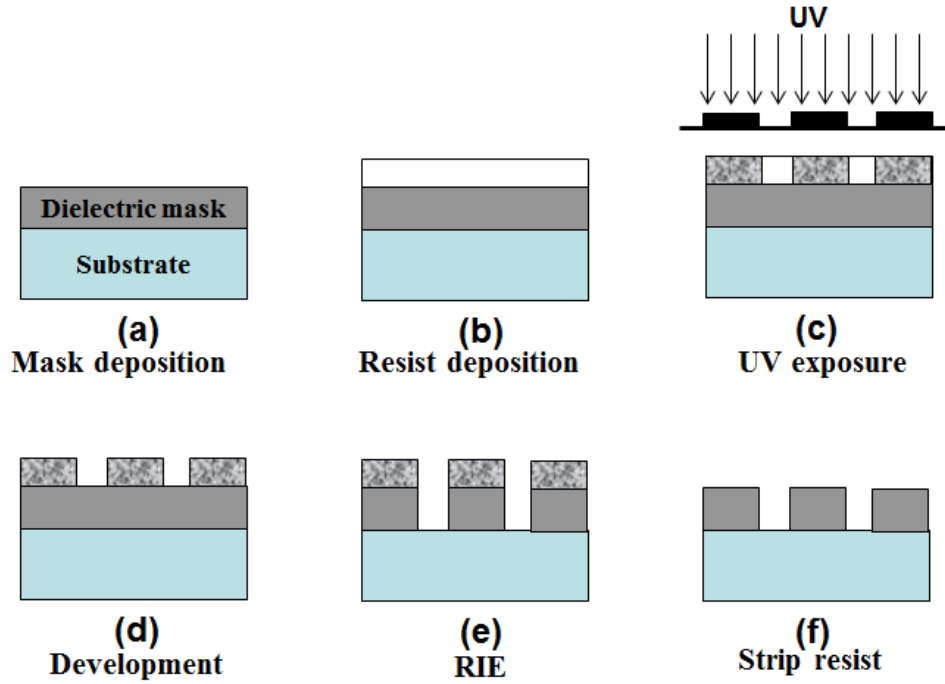 UV
Dielectric mask
Substrate
(a)
Mask deposition
(b)
Resist deposition
(c)
UV exposure
(d)
Development
(e)
RIE
(f)
Strip resist